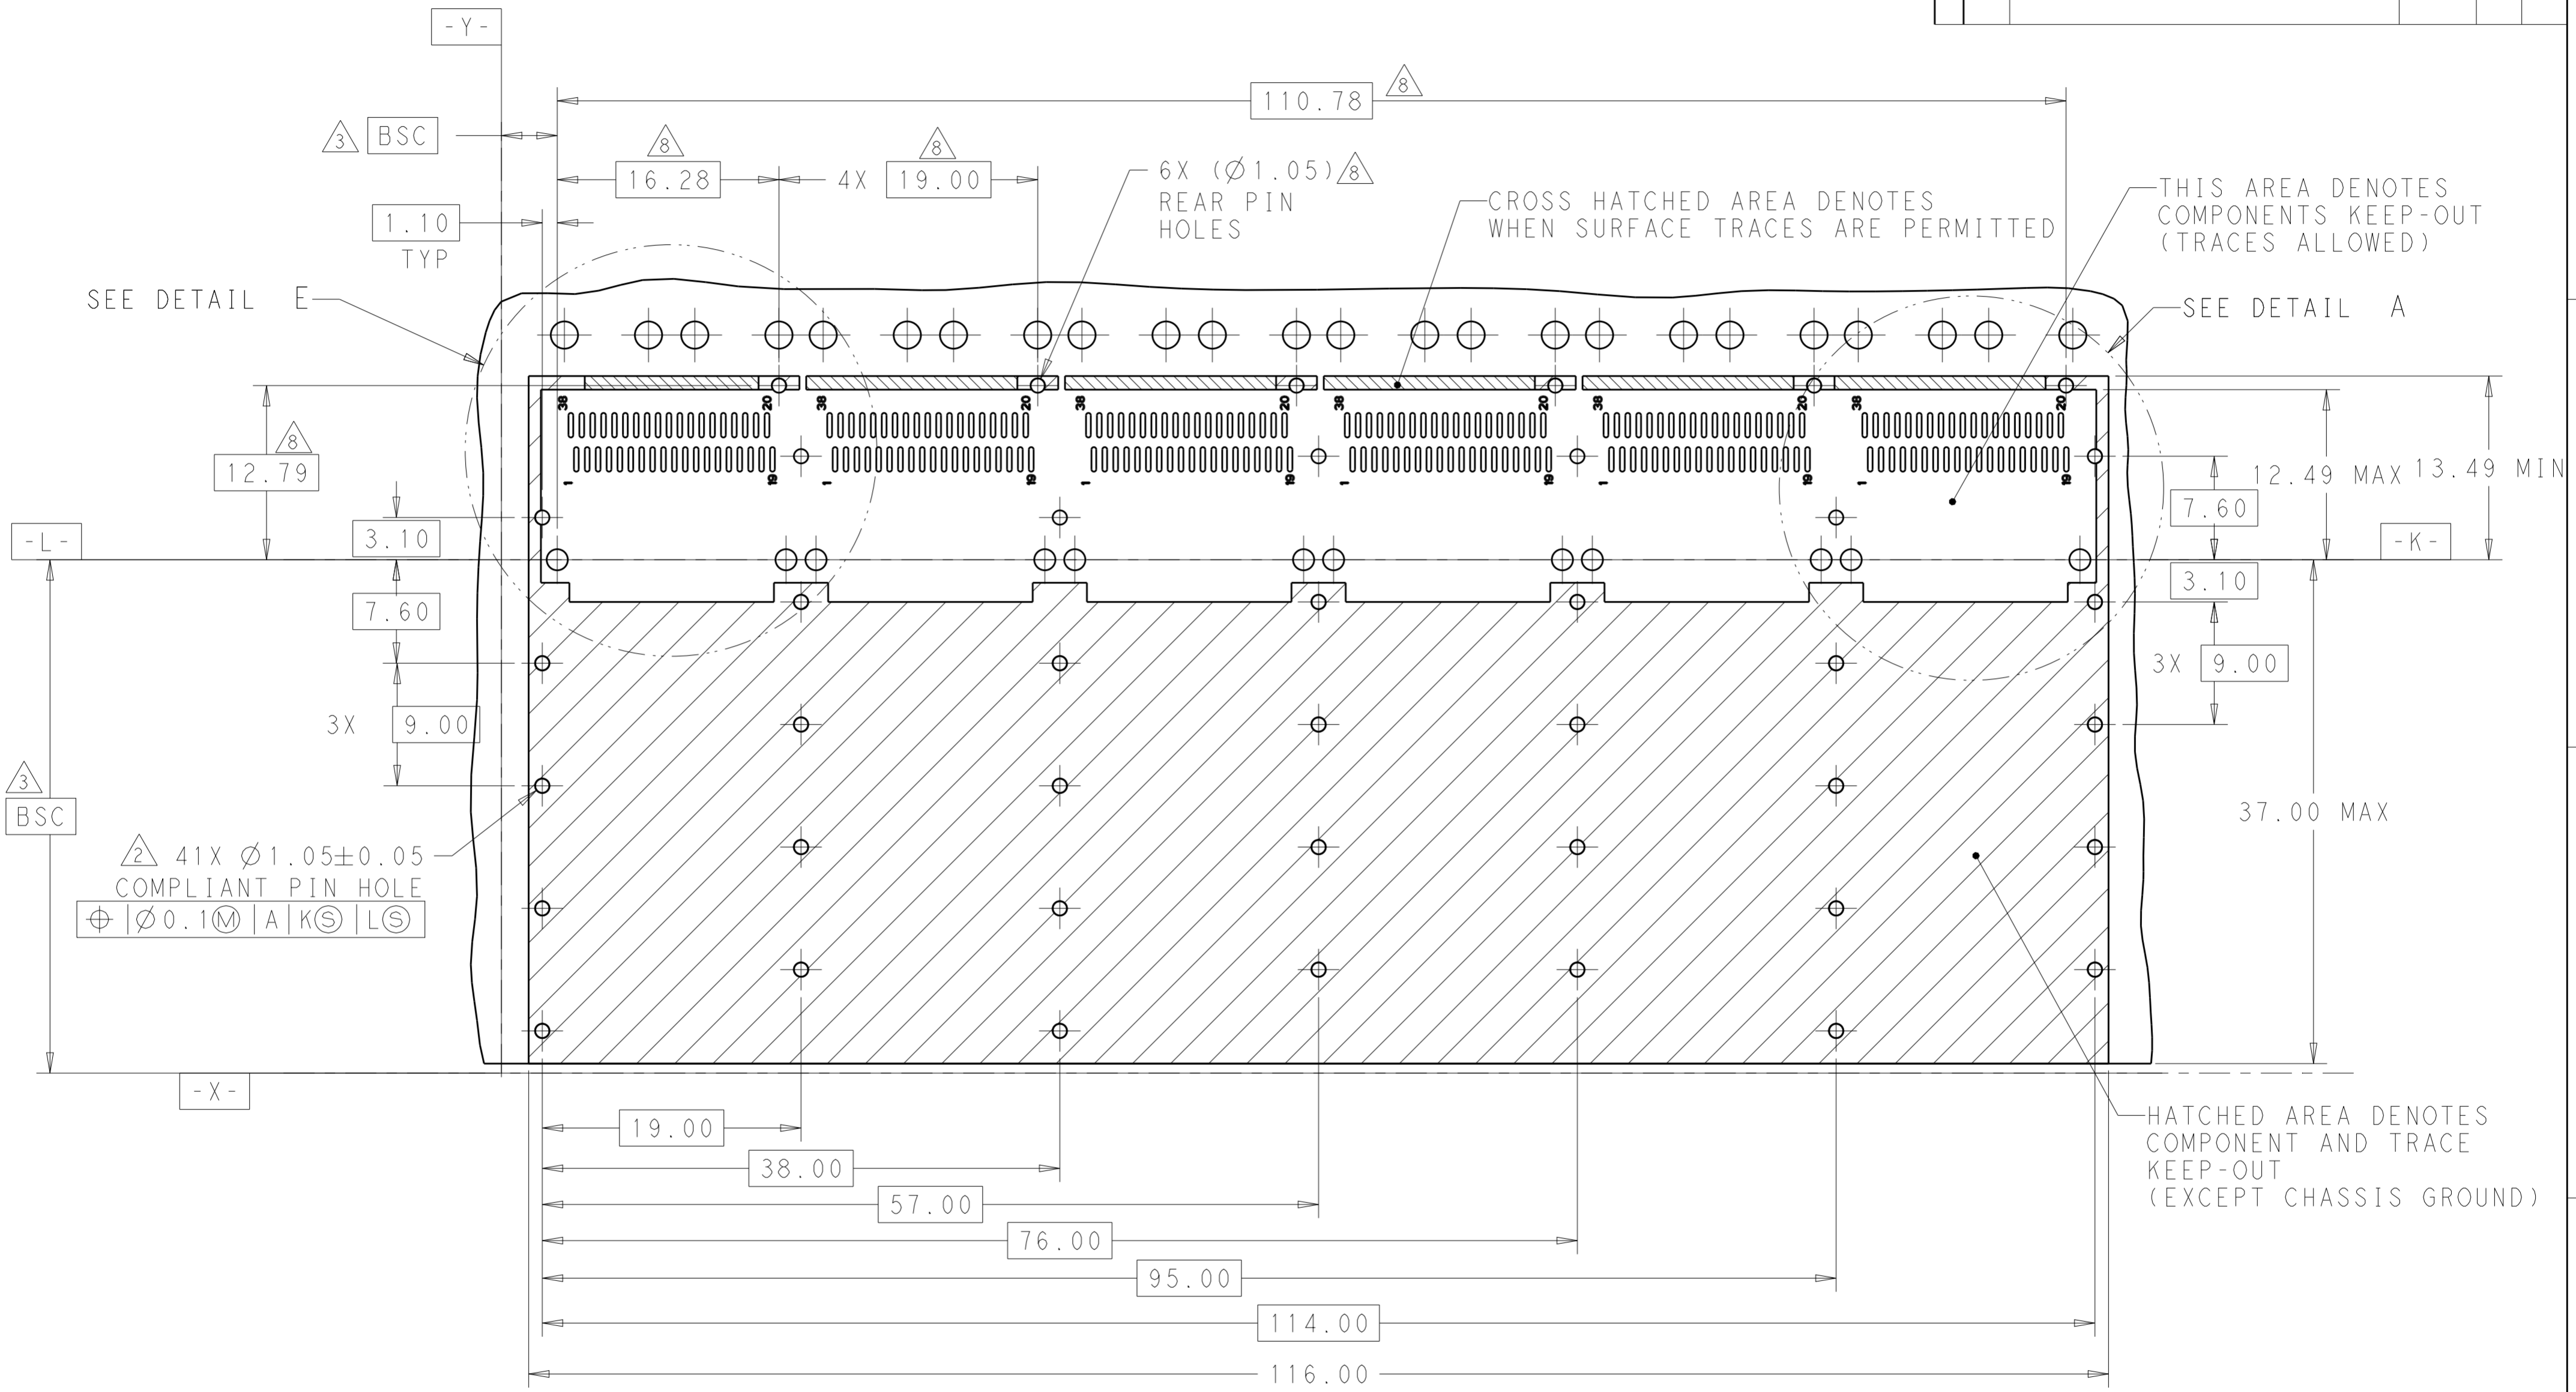 -Y-
110.78 8
3 BSC
16.28 8
4X 19.00 8
6X (Ø1.05) 8
REAR PIN
HOLES
CROSS HATCHED AREA DENOTES
WHEN SURFACE TRACES ARE PERMITTED
THIS AREA DENOTES
COMPONENTS KEEP-OUT
(TRACES ALLOWED)
1.10
TYP
SEE DETAIL E
SEE DETAIL A
38 20 38 20 38 20 38 20 38 20 38 20
1 19 1 19 1 19 1 19 1 19 1 19
8
12.79
12.49 MAX
13.49 MIN
7.60
3.10
-L-
-K-
3.10
7.60
3X 9.00
3X 9.00
3
BSC
37.00 MAX
2 41X Ø1.05±0.05
COMPLIANT PIN HOLE
⌖|Ø0.1Ⓜ|A|KⓈ|LⓈ
-X-
HATCHED AREA DENOTES
COMPONENT AND TRACE
KEEP-OUT
(EXCEPT CHASSIS GROUND)
19.00
38.00
57.00
76.00
95.00
114.00
116.00